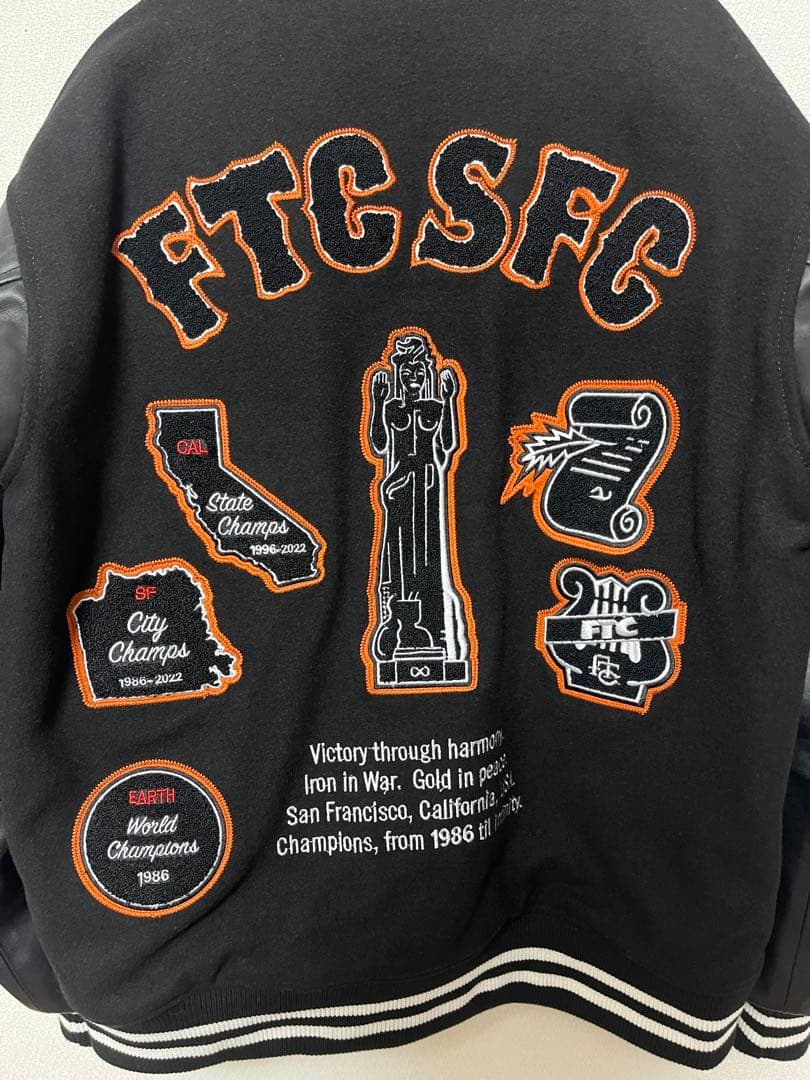 FTC SFC
CAL
State
Champs
1996-2022
SF
City
Champs
1986-2022
FTC
FTC
EARTH
World
Champions
1986
Victory through harmony
Iron in War. Gold in peace.
San Francisco, California,
Champions, from 1986 til